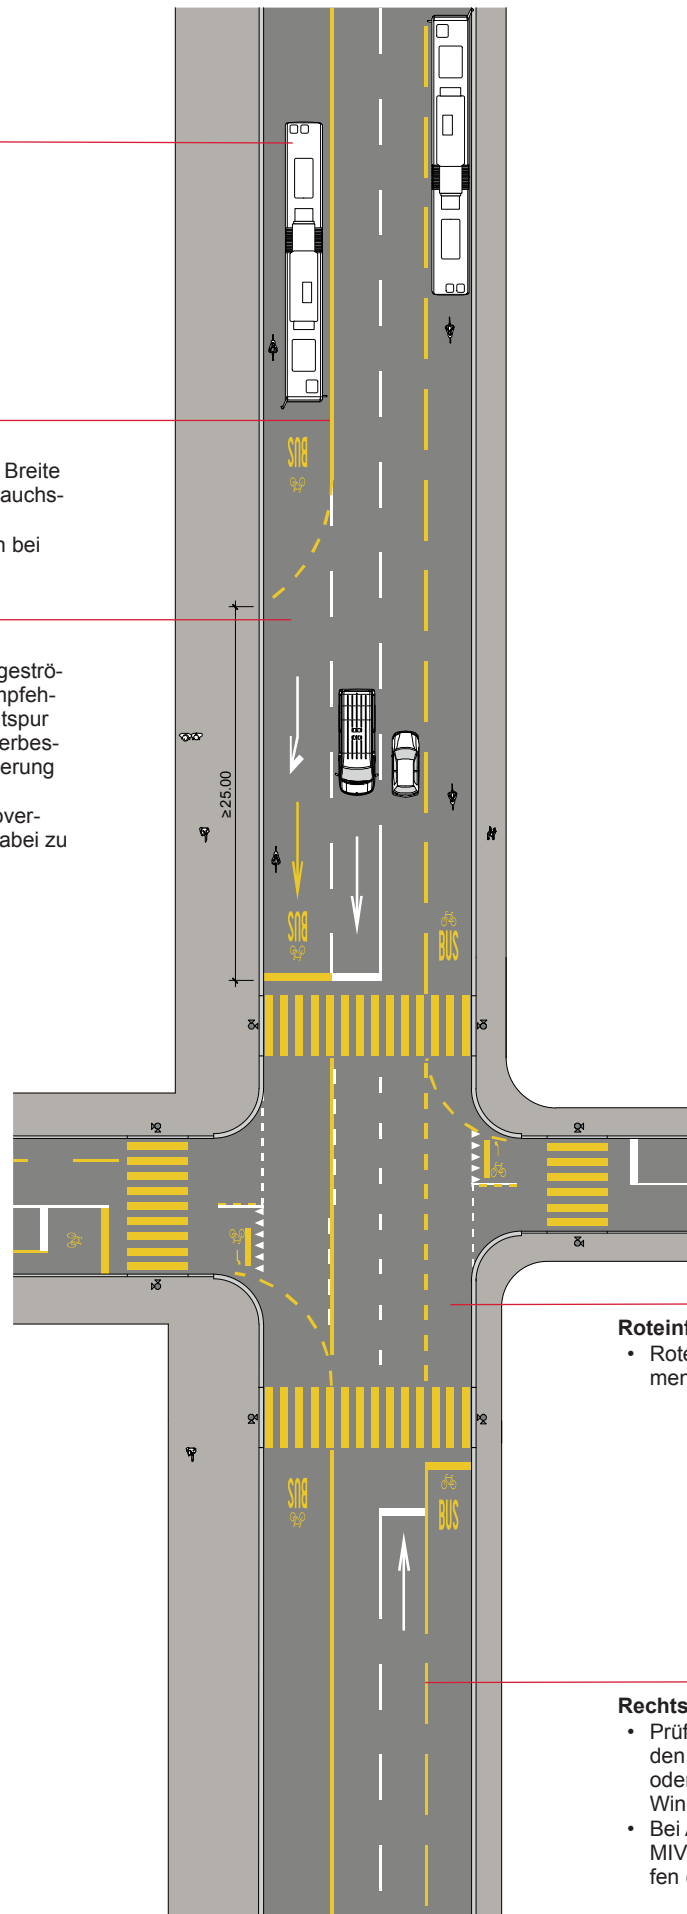 BUS
Breite
auchs-
n bei
geströ-
mpfeh-
tspur
erbes-
erung
over-
abei zu
≥25.00
BUS
BUS
Roteinf
• Rote
men
BUS
BUS
Rechts
• Prüf
den
oder
Win
• Bei
MIV
fen